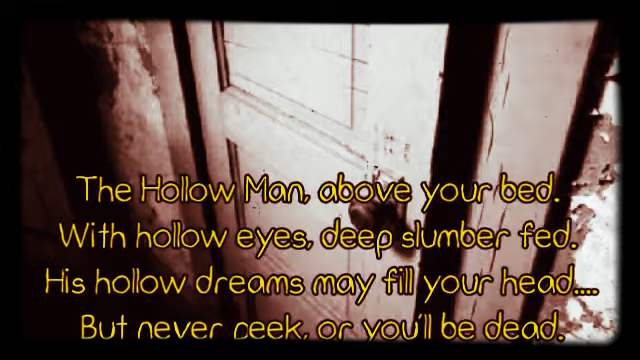 The Hollow Man, above your bed.
With hollow eyes, deep slumber fed.
His hollow dreams may fill your head....
But never peek, or you'll be dead.